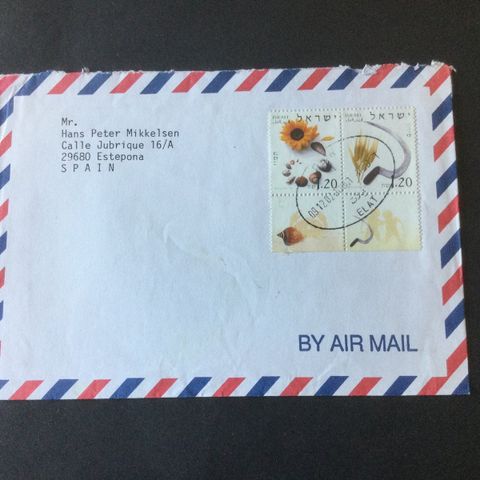 Mr.
Hans Peter Mikkelsen
Calle Jubrique 16/A
29680 Estepona
S P A I N
ISRAEL ישראל
ISRAEL ישראל
1.20
1.20
ELAT
BY AIR MAIL